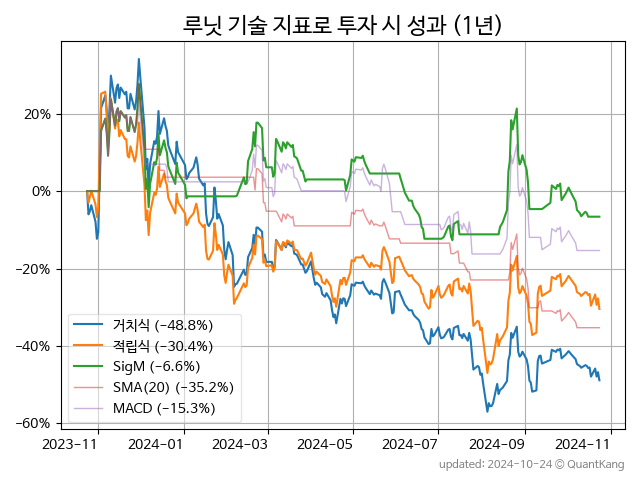 루닛 기술 지표로 투자 시 성과 (1년)
20%
0%
−20%
−40%
−60%
거치식 (−48.8%)
적립식 (−30.4%)
SigM (−6.6%)
SMA(20) (−35.2%)
MACD (−15.3%)
2023-11 2024-01 2024-03 2024-05 2024-07 2024-09 2024-11
updated: 2024-10-24 © QuantKang